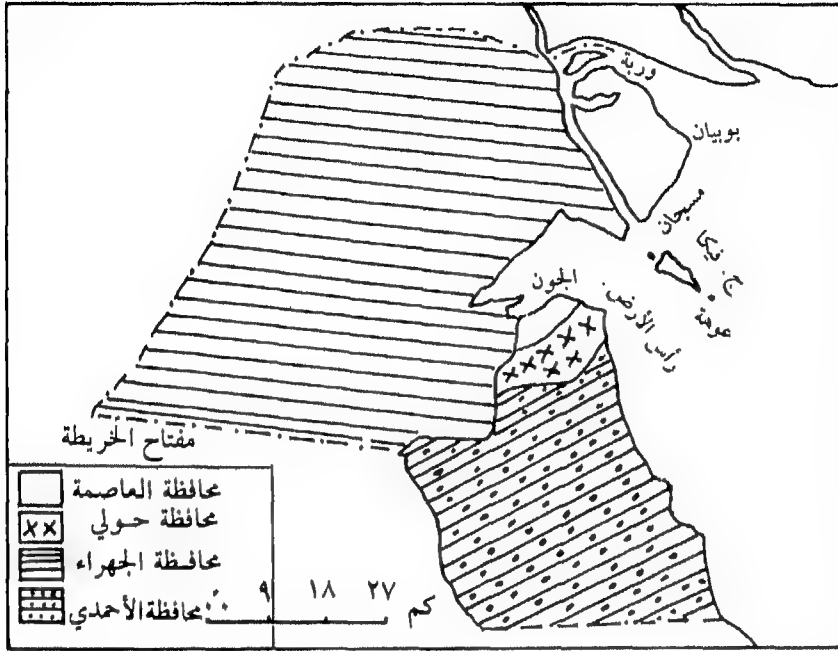 وربة
بوبيان
مسجان
ج. فيلكا
عوهة
الجون
رأس الأرض
مفتاح الخريطة
محافظة العاصمة
محافظة حولي
محافظة الجهراء
محافظة الأحمدي
٩ ١٨ ٢٧ كم